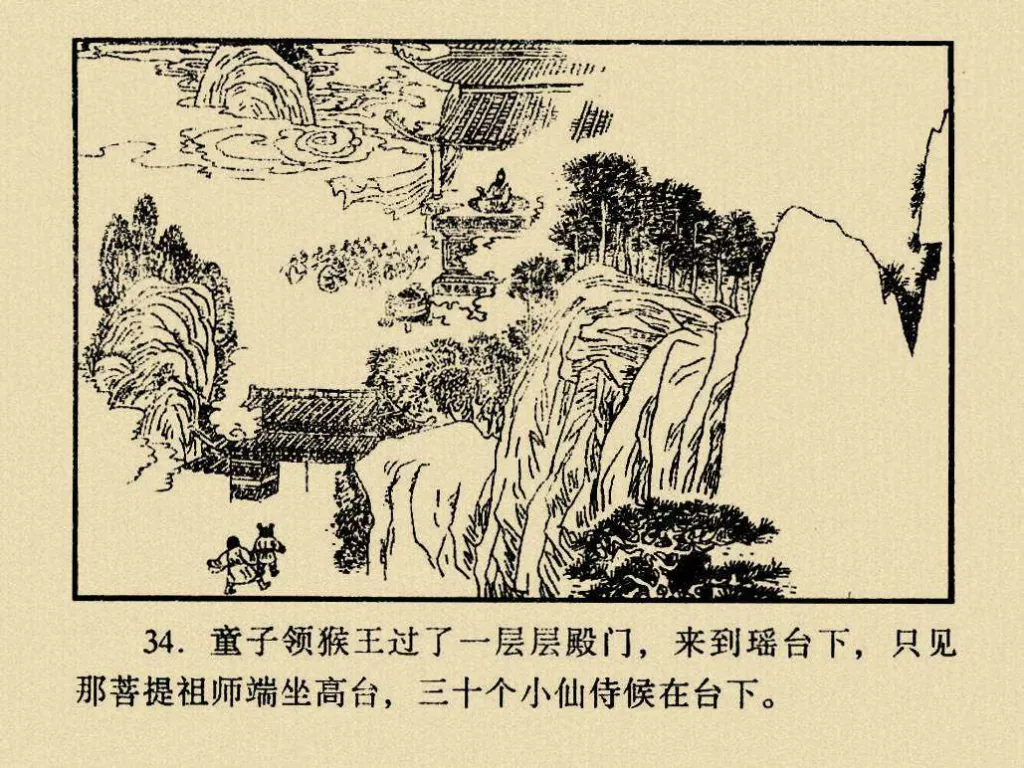 34. 童子领猴王过了一层层殿门，来到瑶台下，只见
那菩提祖师端坐高台，三十个小仙侍候在台下。